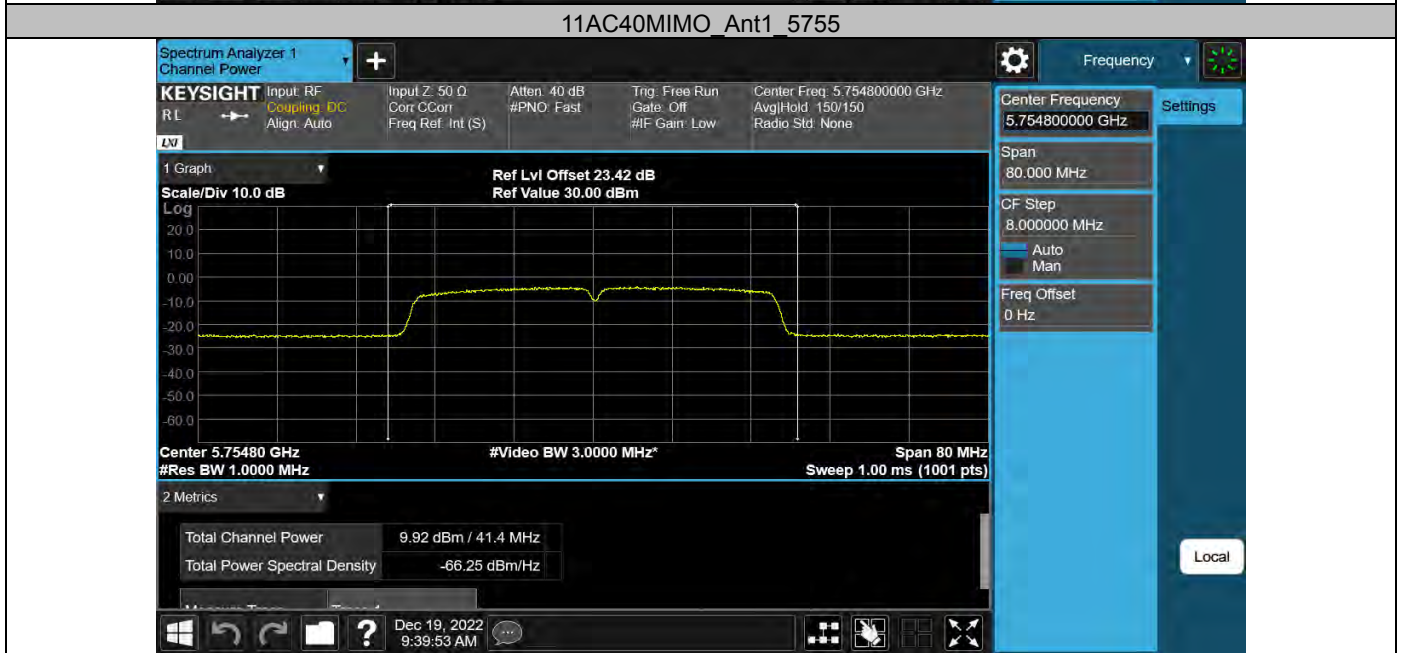 11AC40MIMO_Ant1_5755
Spectrum Analyzer 1
Channel Power
+
Frequency
KEYSIGHT
RL
LXI
Input: RF
Coupling: DC
Align: Auto
Input Z: 50 Ω
Corr CCorr
Freq Ref: Int (S)
Atten: 40 dB
#PNO: Fast
Trig: Free Run
Gate: Off
#IF Gain: Low
Center Freq: 5.754800000 GHz
Avg|Hold: 150/150
Radio Std: None
Center Frequency
5.754800000 GHz
Settings
Span
80.000 MHz
CF Step
8.000000 MHz
Auto
Man
Freq Offset
0 Hz
1 Graph
Scale/Div 10.0 dB
Ref Lvl Offset 23.42 dB
Ref Value 30.00 dBm
Log
20.0
10.0
0.00
-10.0
-20.0
-30.0
-40.0
-50.0
-60.0
Center 5.75480 GHz
#Video BW 3.0000 MHz*
Span 80 MHz
#Res BW 1.0000 MHz
Sweep 1.00 ms (1001 pts)
2 Metrics
Total Channel Power 9.92 dBm / 41.4 MHz
Total Power Spectral Density -66.25 dBm/Hz
Local
?
Dec 19, 2022
9:39:53 AM